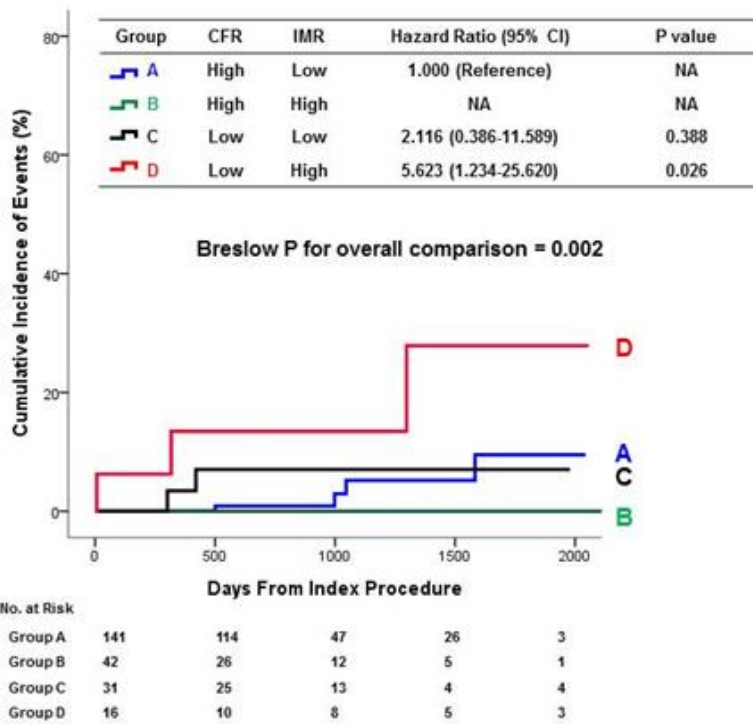 Group CFR IMR Hazard Ratio (95% CI) P value
A High Low 1.000 (Reference) NA
B High High NA NA
C Low Low 2.116 (0.386-11.589) 0.388
D Low High 5.623 (1.234-25.620) 0.026
Breslow P for overall comparison = 0.002
Cumulative Incidence of Events (%)
80
60
40
20
0
D
A
C
B
0 500 1000 1500 2000
Days From Index Procedure
No. at Risk
Group A 141 114 47 26 3
Group B 42 26 12 5 1
Group C 31 25 13 4 4
Group D 16 10 8 5 3